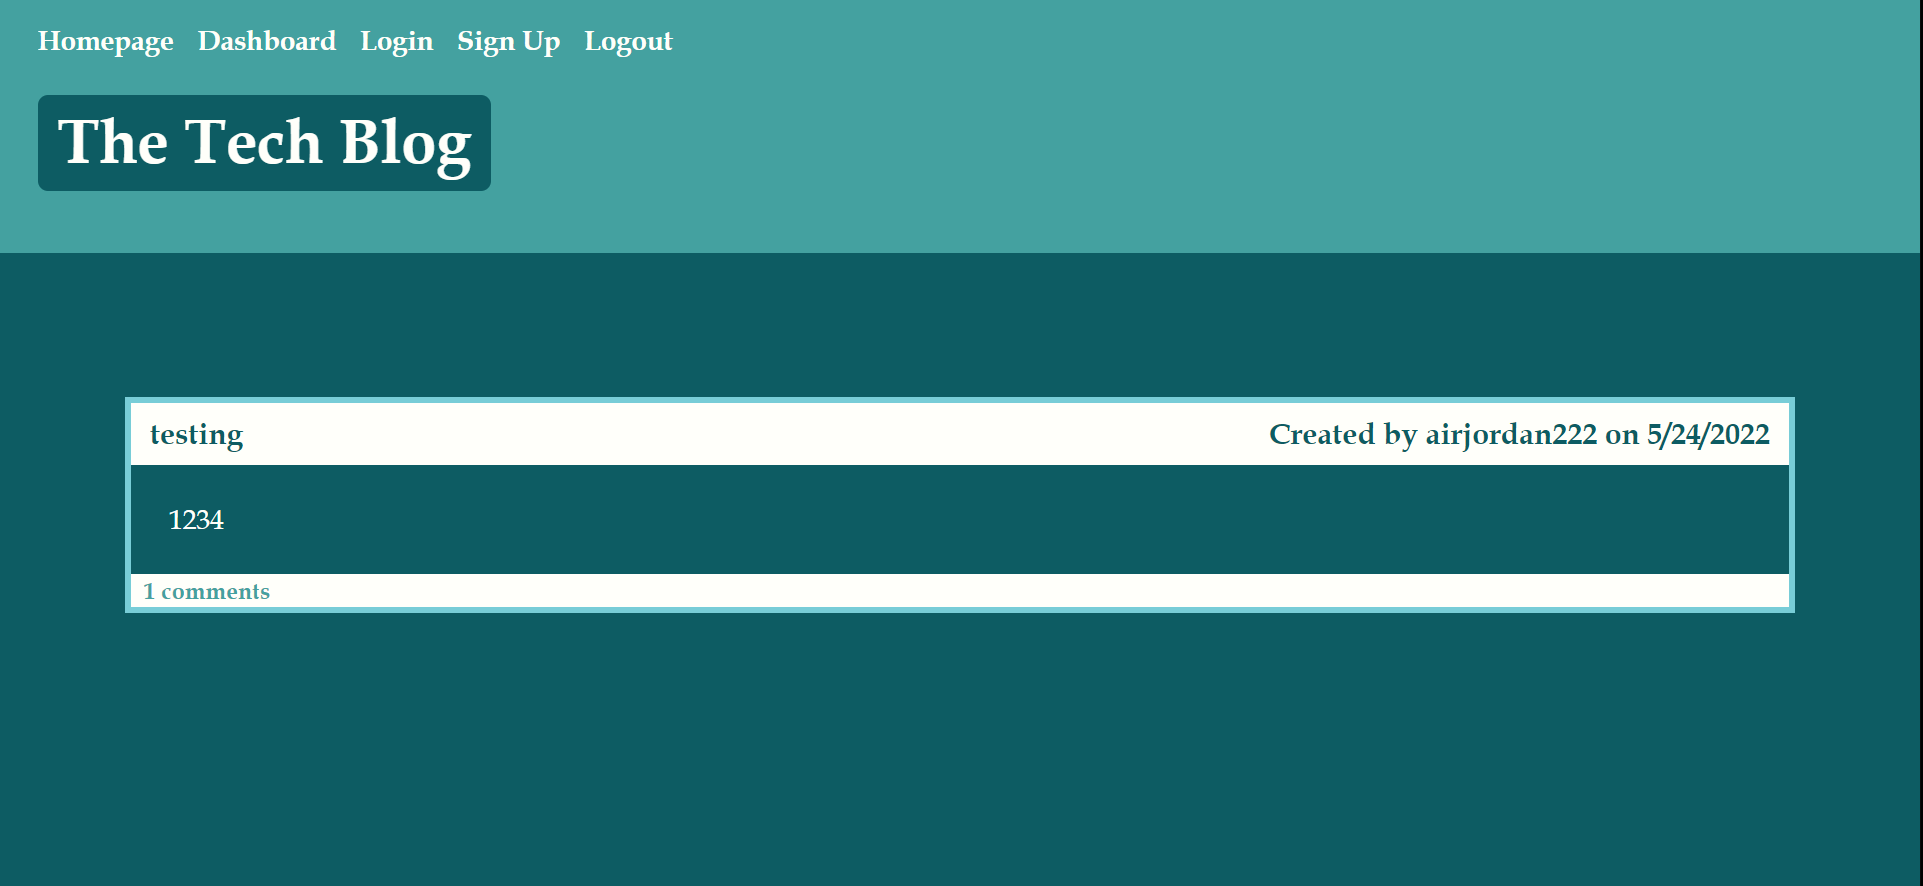 Homepage Dashboard Login Sign Up Logout
The Tech Blog
testing Created by airjordan222 on 5/24/2022
1234
1 comments